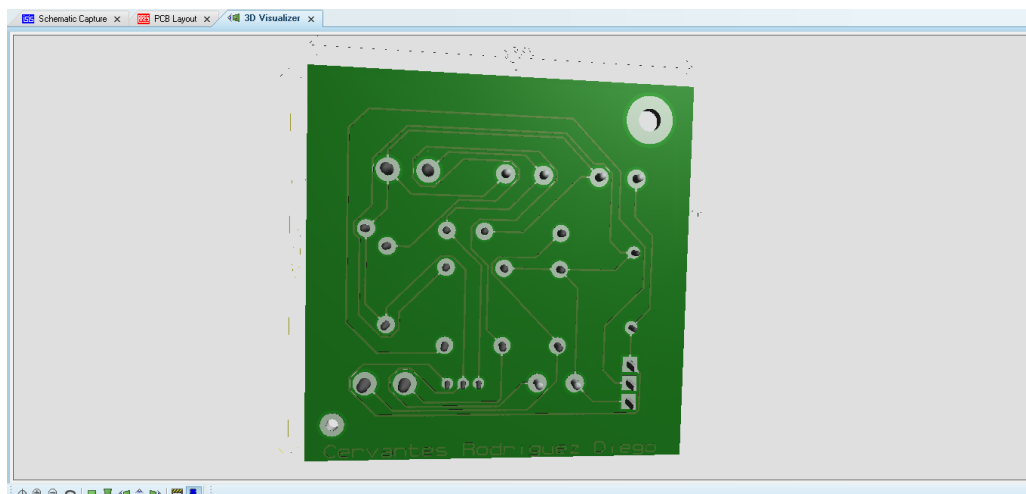 Schematic Capture
PCB Layout
3D Visualizer
Cervantes Rodriguez Diego